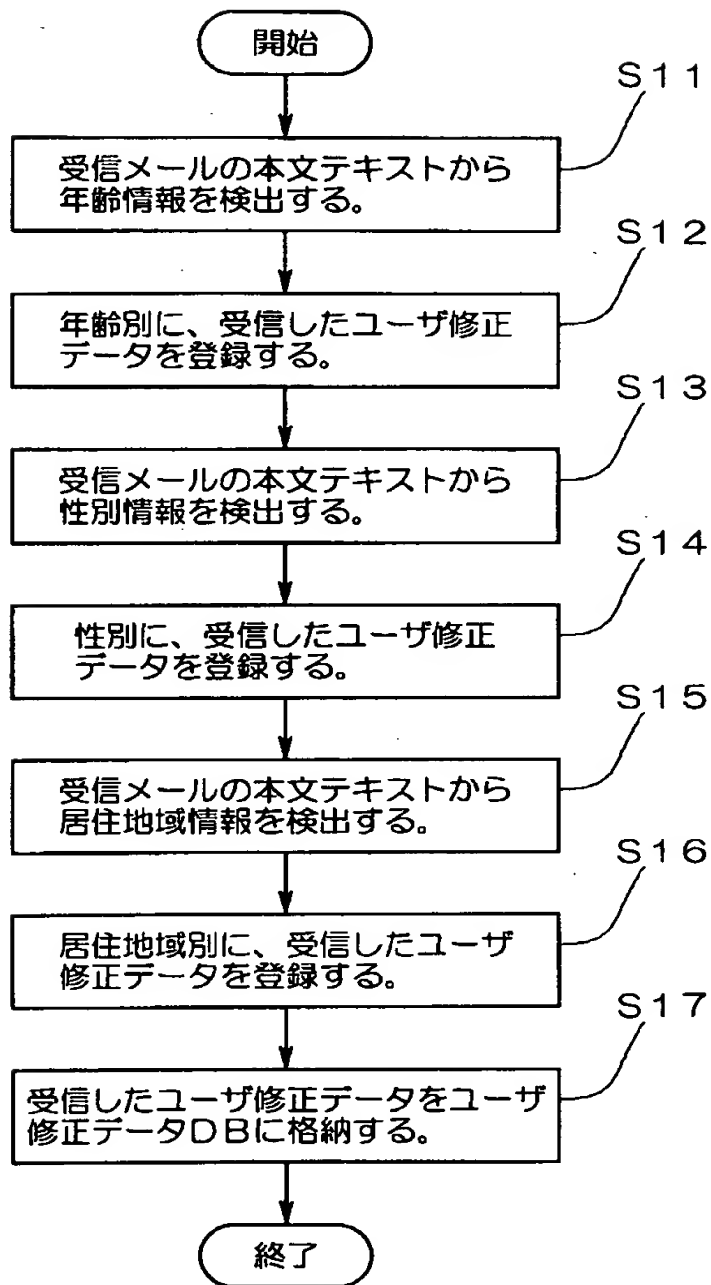 開始
S11
受信メールの本文テキストから
年齢情報を検出する。
S12
年齢別に、受信したユーザ修正
データを登録する。
S13
受信メールの本文テキストから
性別情報を検出する。
S14
性別に、受信したユーザ修正
データを登録する。
S15
受信メールの本文テキストから
居住地域情報を検出する。
S16
居住地域別に、受信したユーザ
修正データを登録する。
S17
受信したユーザ修正データをユーザ
修正データDBに格納する。
終了